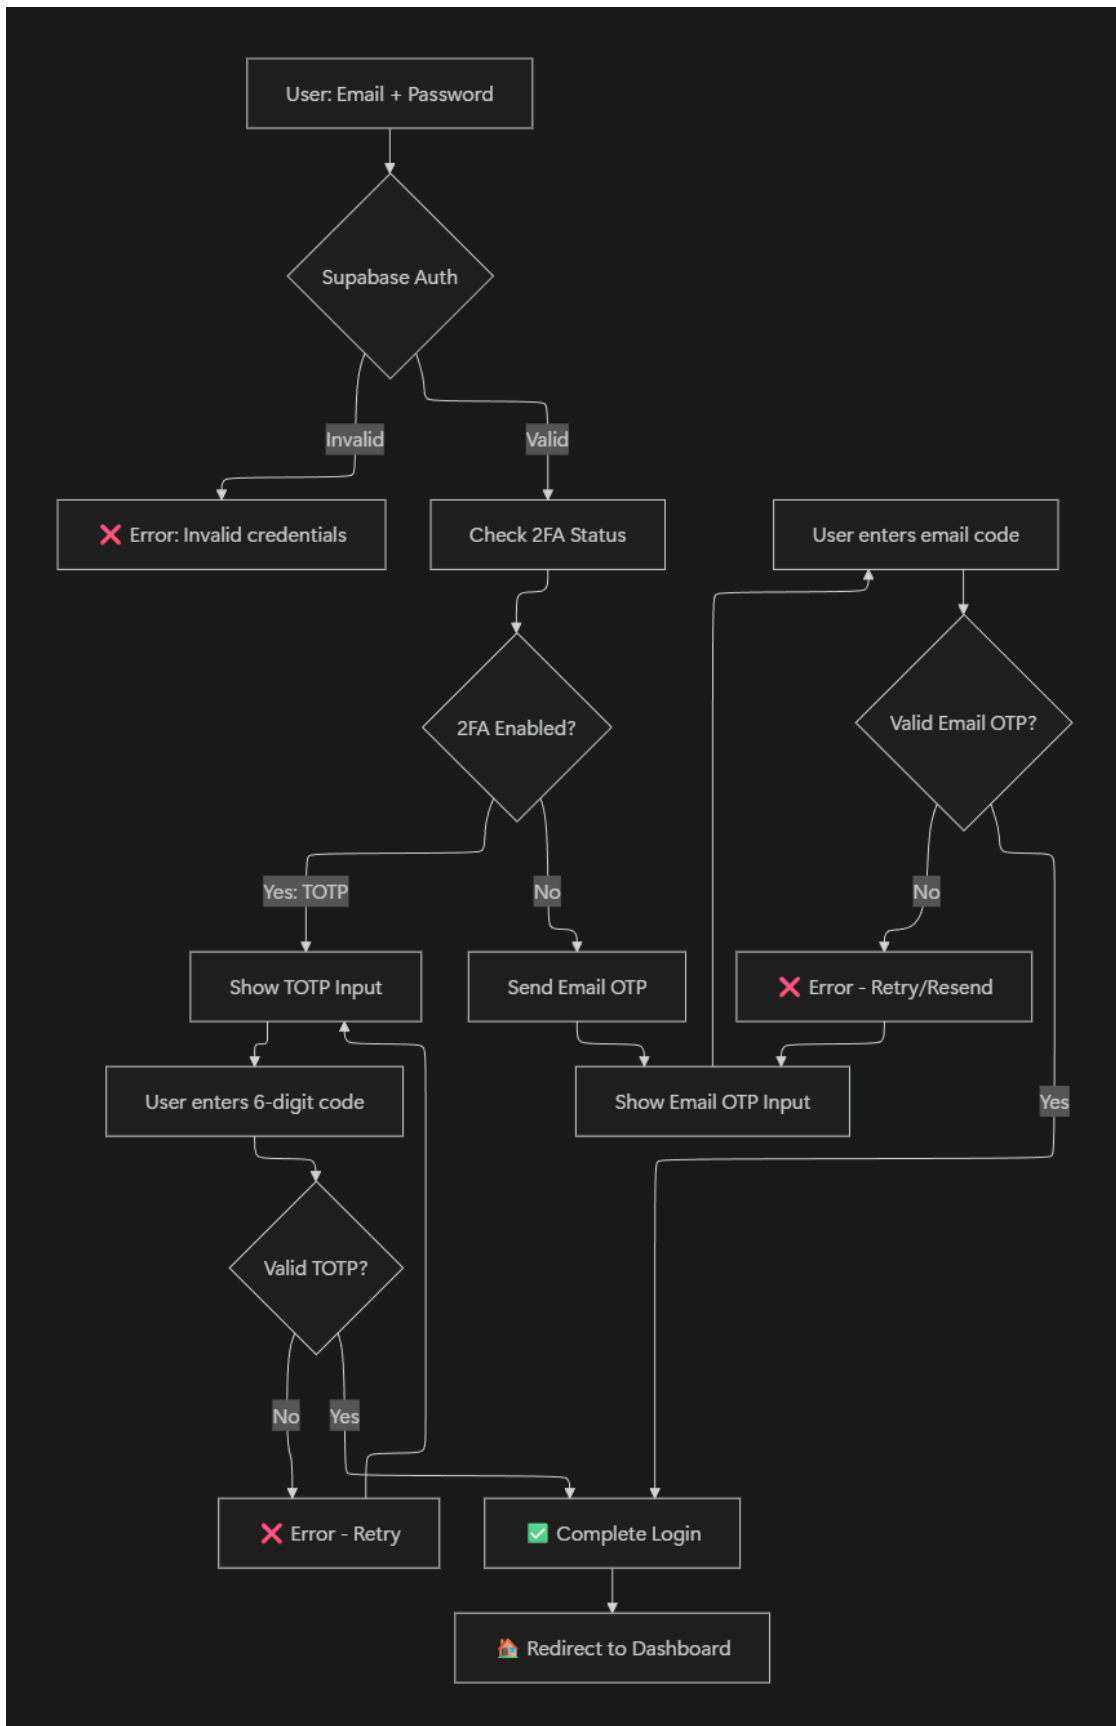 User: Email + Password
Supabase Auth
Invalid
Valid
❌ Error: Invalid credentials
Check 2FA Status
User enters email code
2FA Enabled?
Valid Email OTP?
Yes: TOTP
No
No
Show TOTP Input
Send Email OTP
❌ Error - Retry/Resend
User enters 6-digit code
Show Email OTP Input
Yes
Valid TOTP?
No
Yes
❌ Error - Retry
✅ Complete Login
🏠 Redirect to Dashboard